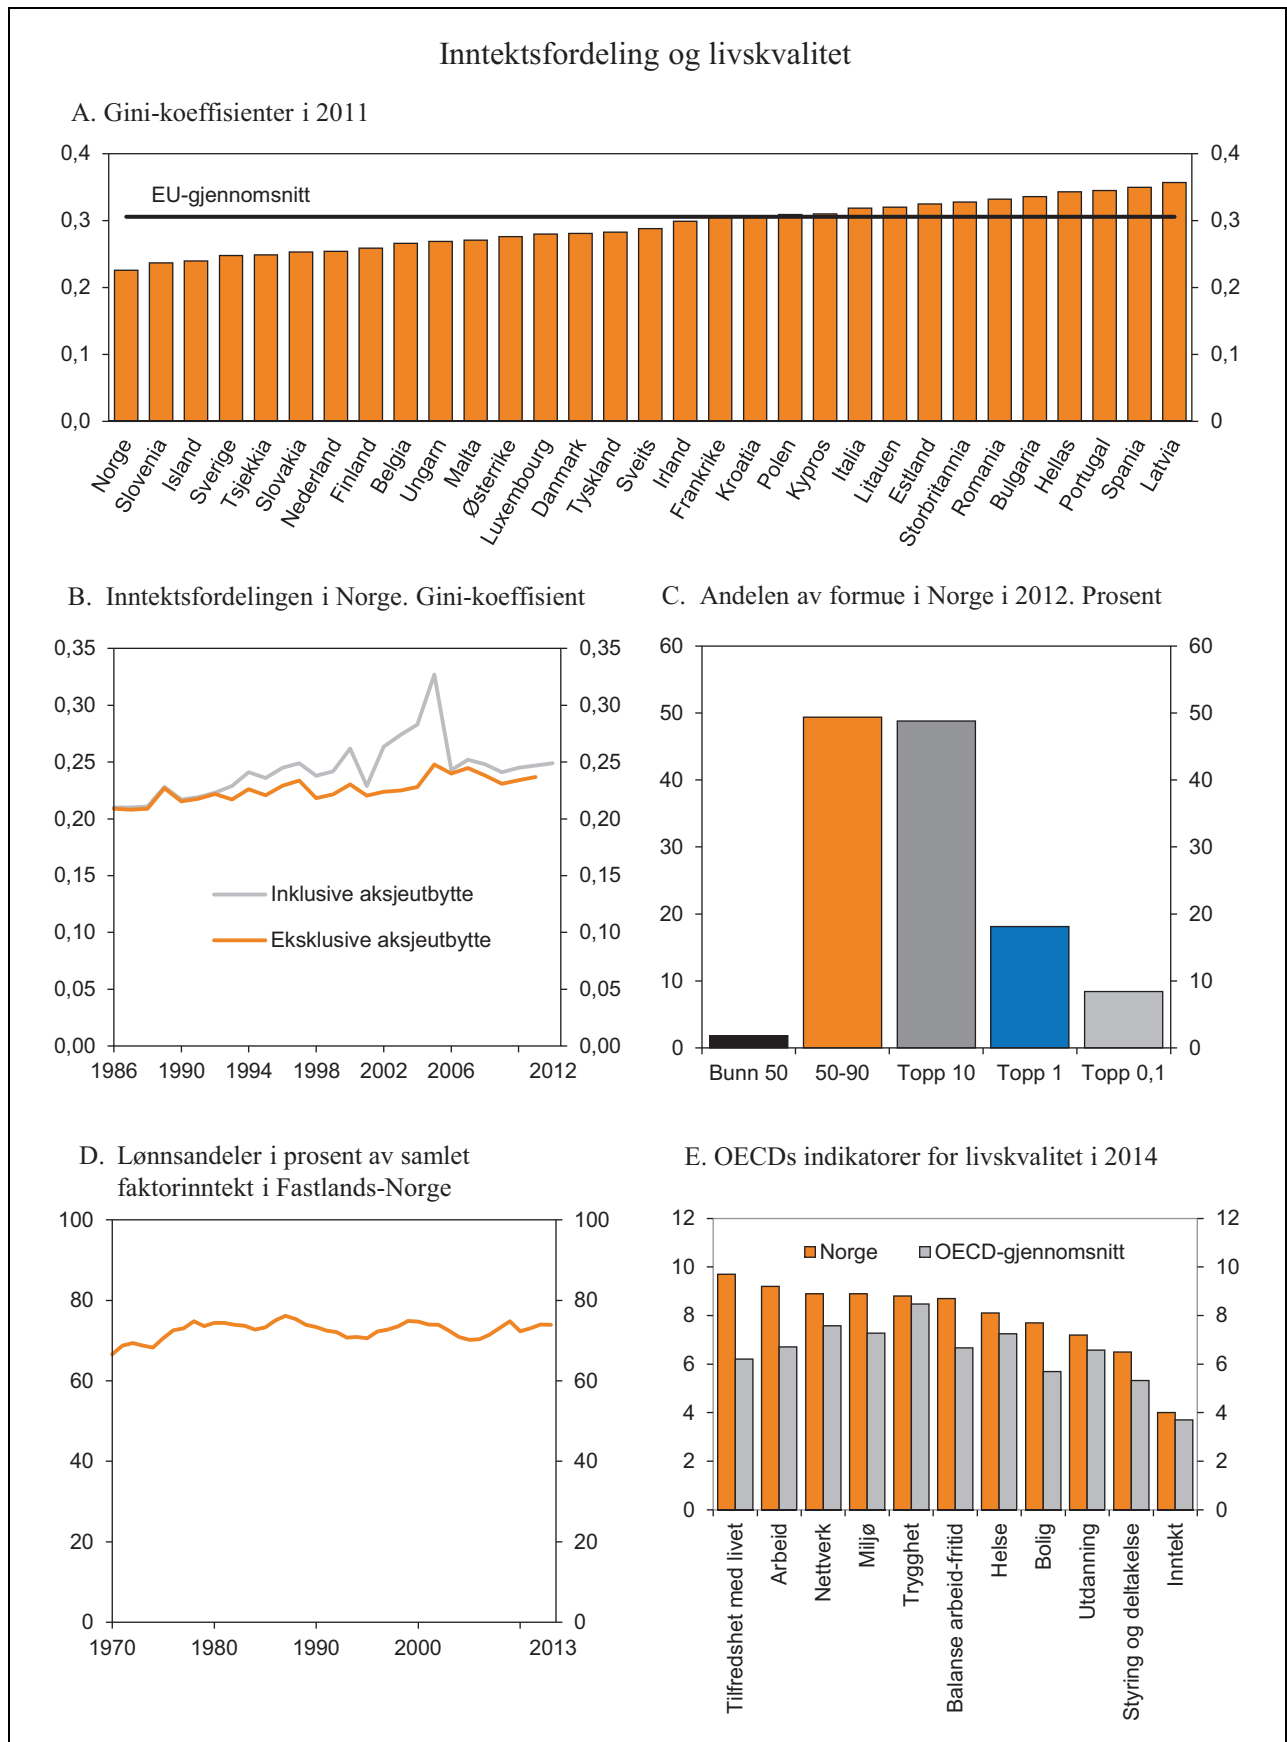 Inntektsfordeling og livskvalitet
A. Gini-koeffisienter i 2011
0,4
0,3
0,2
0,1
0,0
0,4
0,3
0,2
0,1
0
EU-gjennomsnitt
Norge
Slovenia
Island
Sverige
Tsjekkia
Slovakia
Nederland
Finland
Belgia
Ungarn
Malta
Østerrike
Luxembourg
Danmark
Tyskland
Sveits
Irland
Frankrike
Kroatia
Polen
Kypros
Italia
Litauen
Estland
Storbritannia
Romania
Bulgaria
Hellas
Portugal
Spania
Latvia
B. Inntektsfordelingen i Norge. Gini-koeffisient
0,35
0,30
0,25
0,20
0,15
0,10
0,05
0,00
0,35
0,30
0,25
0,20
0,15
0,10
0,05
0,00
Inklusive aksjeutbytte
Eksklusive aksjeutbytte
1986 1990 1994 1998 2002 2006 2012
C. Andelen av formue i Norge i 2012. Prosent
60
50
40
30
20
10
0
60
50
40
30
20
10
0
Bunn 50 50-90 Topp 10 Topp 1 Topp 0,1
D. Lønnsandeler i prosent av samlet
faktorinntekt i Fastlands-Norge
100
80
60
40
20
0
100
80
60
40
20
0
1970 1980 1990 2000 2013
E. OECDs indikatorer for livskvalitet i 2014
12
10
8
6
4
2
0
12
10
8
6
4
2
0
Norge OECD-gjennomsnitt
Tilfredshet med livet
Arbeid
Nettverk
Miljø
Trygghet
Balanse arbeid-fritid
Helse
Bolig
Utdanning
Styring og deltakelse
Inntekt